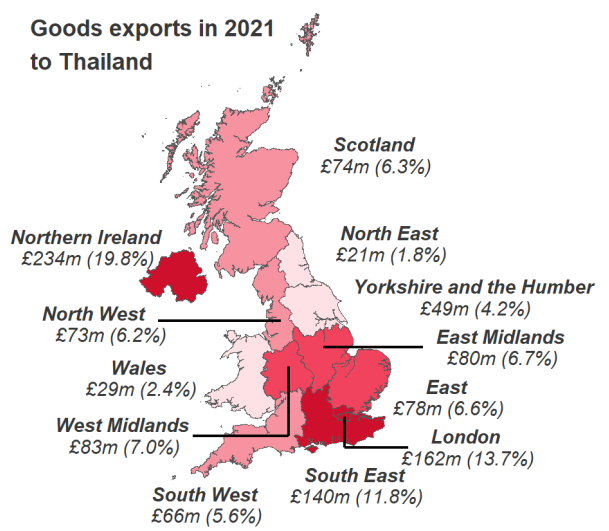 Goods exports in 2021
to Thailand
Scotland
£74m (6.3%)
Northern Ireland
£234m (19.8%)
North East
£21m (1.8%)
Yorkshire and the Humber
£49m (4.2%)
North West
£73m (6.2%)
East Midlands
£80m (6.7%)
Wales
£29m (2.4%)
East
£78m (6.6%)
West Midlands
£83m (7.0%)
London
£162m (13.7%)
South East
£140m (11.8%)
South West
£66m (5.6%)